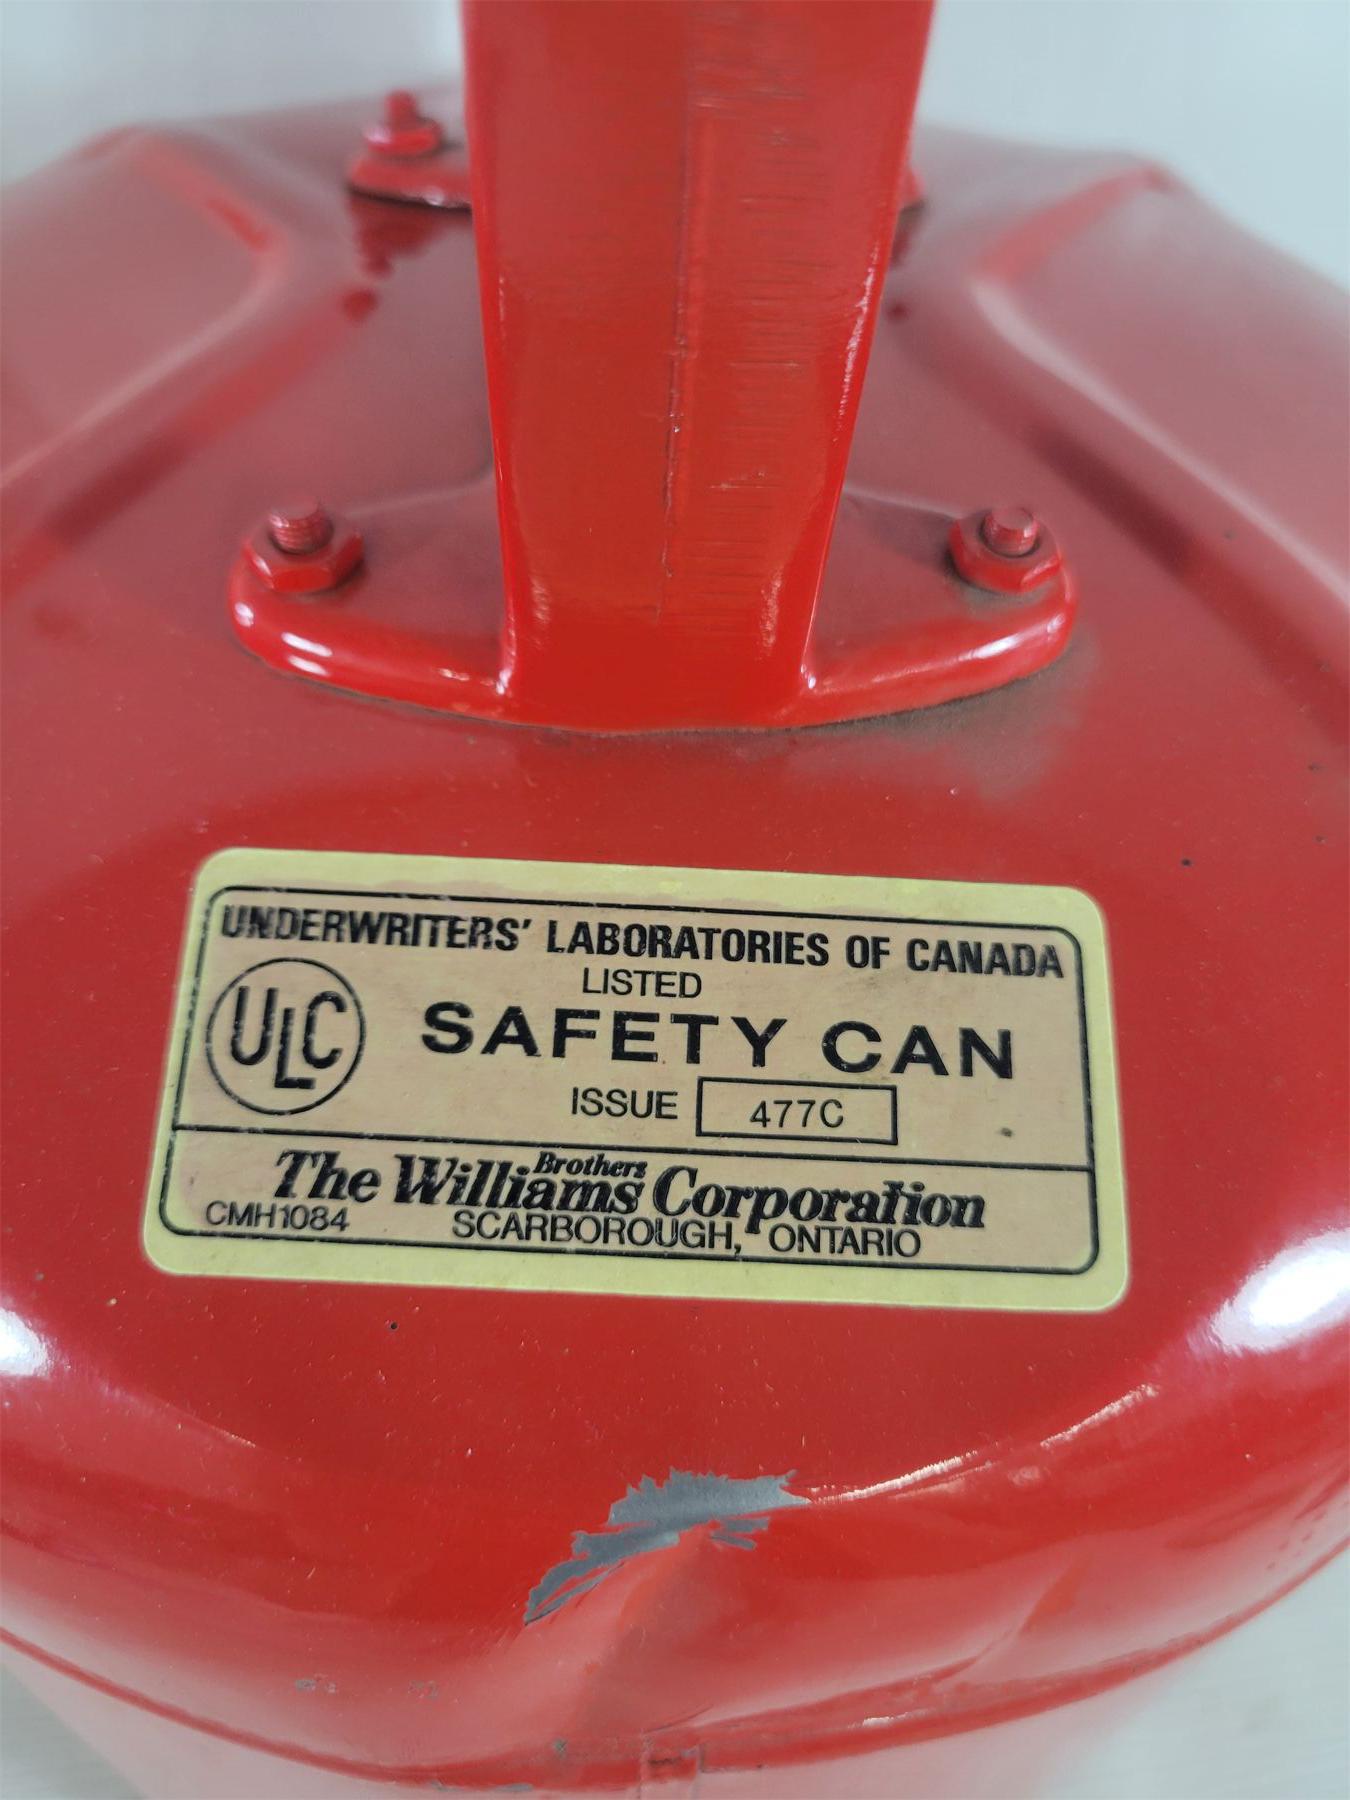 UNDERWRITERS' LABORATORIES OF CANADA
LISTED
ULC
SAFETY CAN
ISSUE 477C
The Williams Brothers Corporation
CMH1084 SCARBOROUGH, ONTARIO